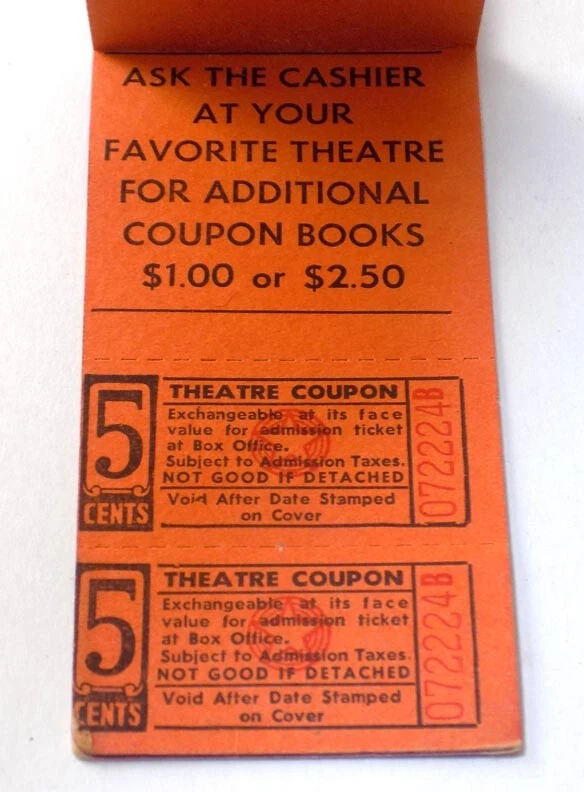 ASK THE CASHIER
AT YOUR
FAVORITE THEATRE
FOR ADDITIONAL
COUPON BOOKS
$1.00 or $2.50
5
CENTS
THEATRE COUPON
Exchangeable at its face
value for admission ticket
at Box Office.
Subject to Admission Taxes.
NOT GOOD IF DETACHED
Void After Date Stamped
on Cover
072224B
5
CENTS
THEATRE COUPON
Exchangeable at its face
value for admission ticket
at Box Office.
Subject to Admission Taxes.
NOT GOOD IF DETACHED
Void After Date Stamped
on Cover
072224B